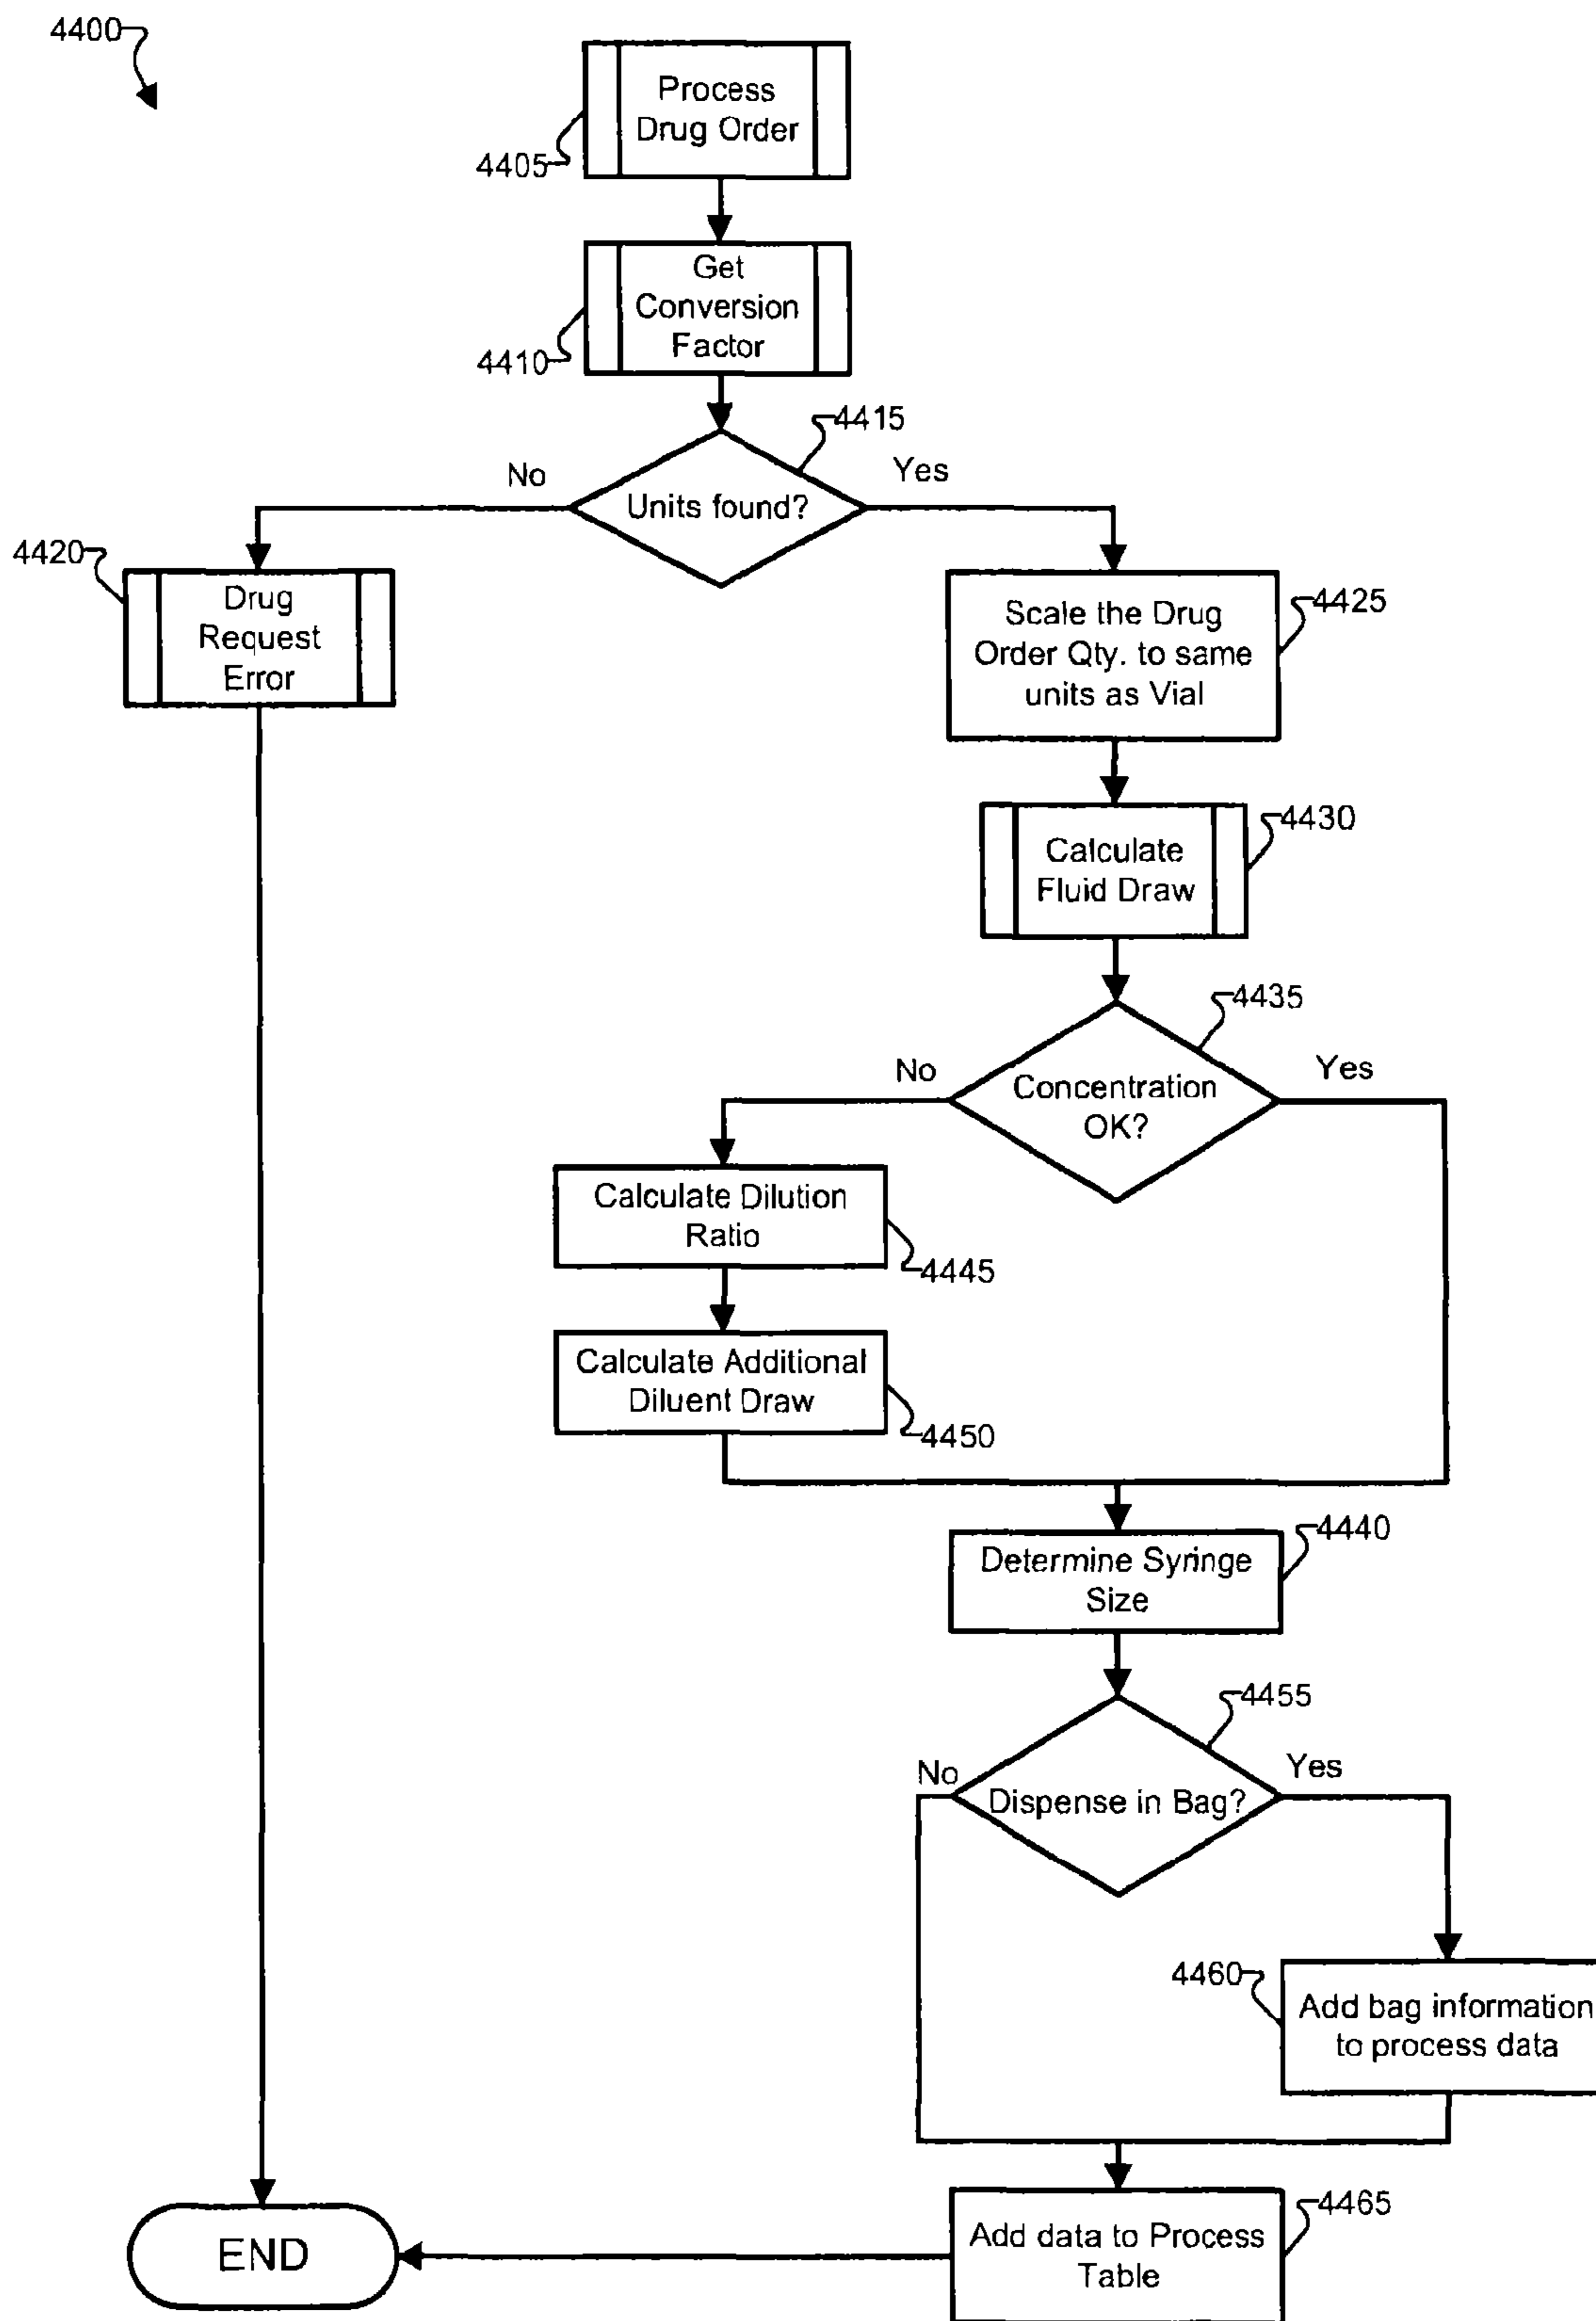 4400
Process
Drug Order
4405
Get
Conversion
Factor
4410
4415
No
Yes
Units found?
4420
Drug
Request
Error
Scale the Drug
Order Qty. to same
units as Vial
4425
Calculate
Fluid Draw
4430
4435
No
Yes
Concentration
OK?
Calculate Dilution
Ratio
4445
Calculate Additional
Diluent Draw
4450
4440
Determine Syringe
Size
4455
No
Yes
Dispense in Bag?
4460
Add bag information
to process data
4465
Add data to Process
Table
END